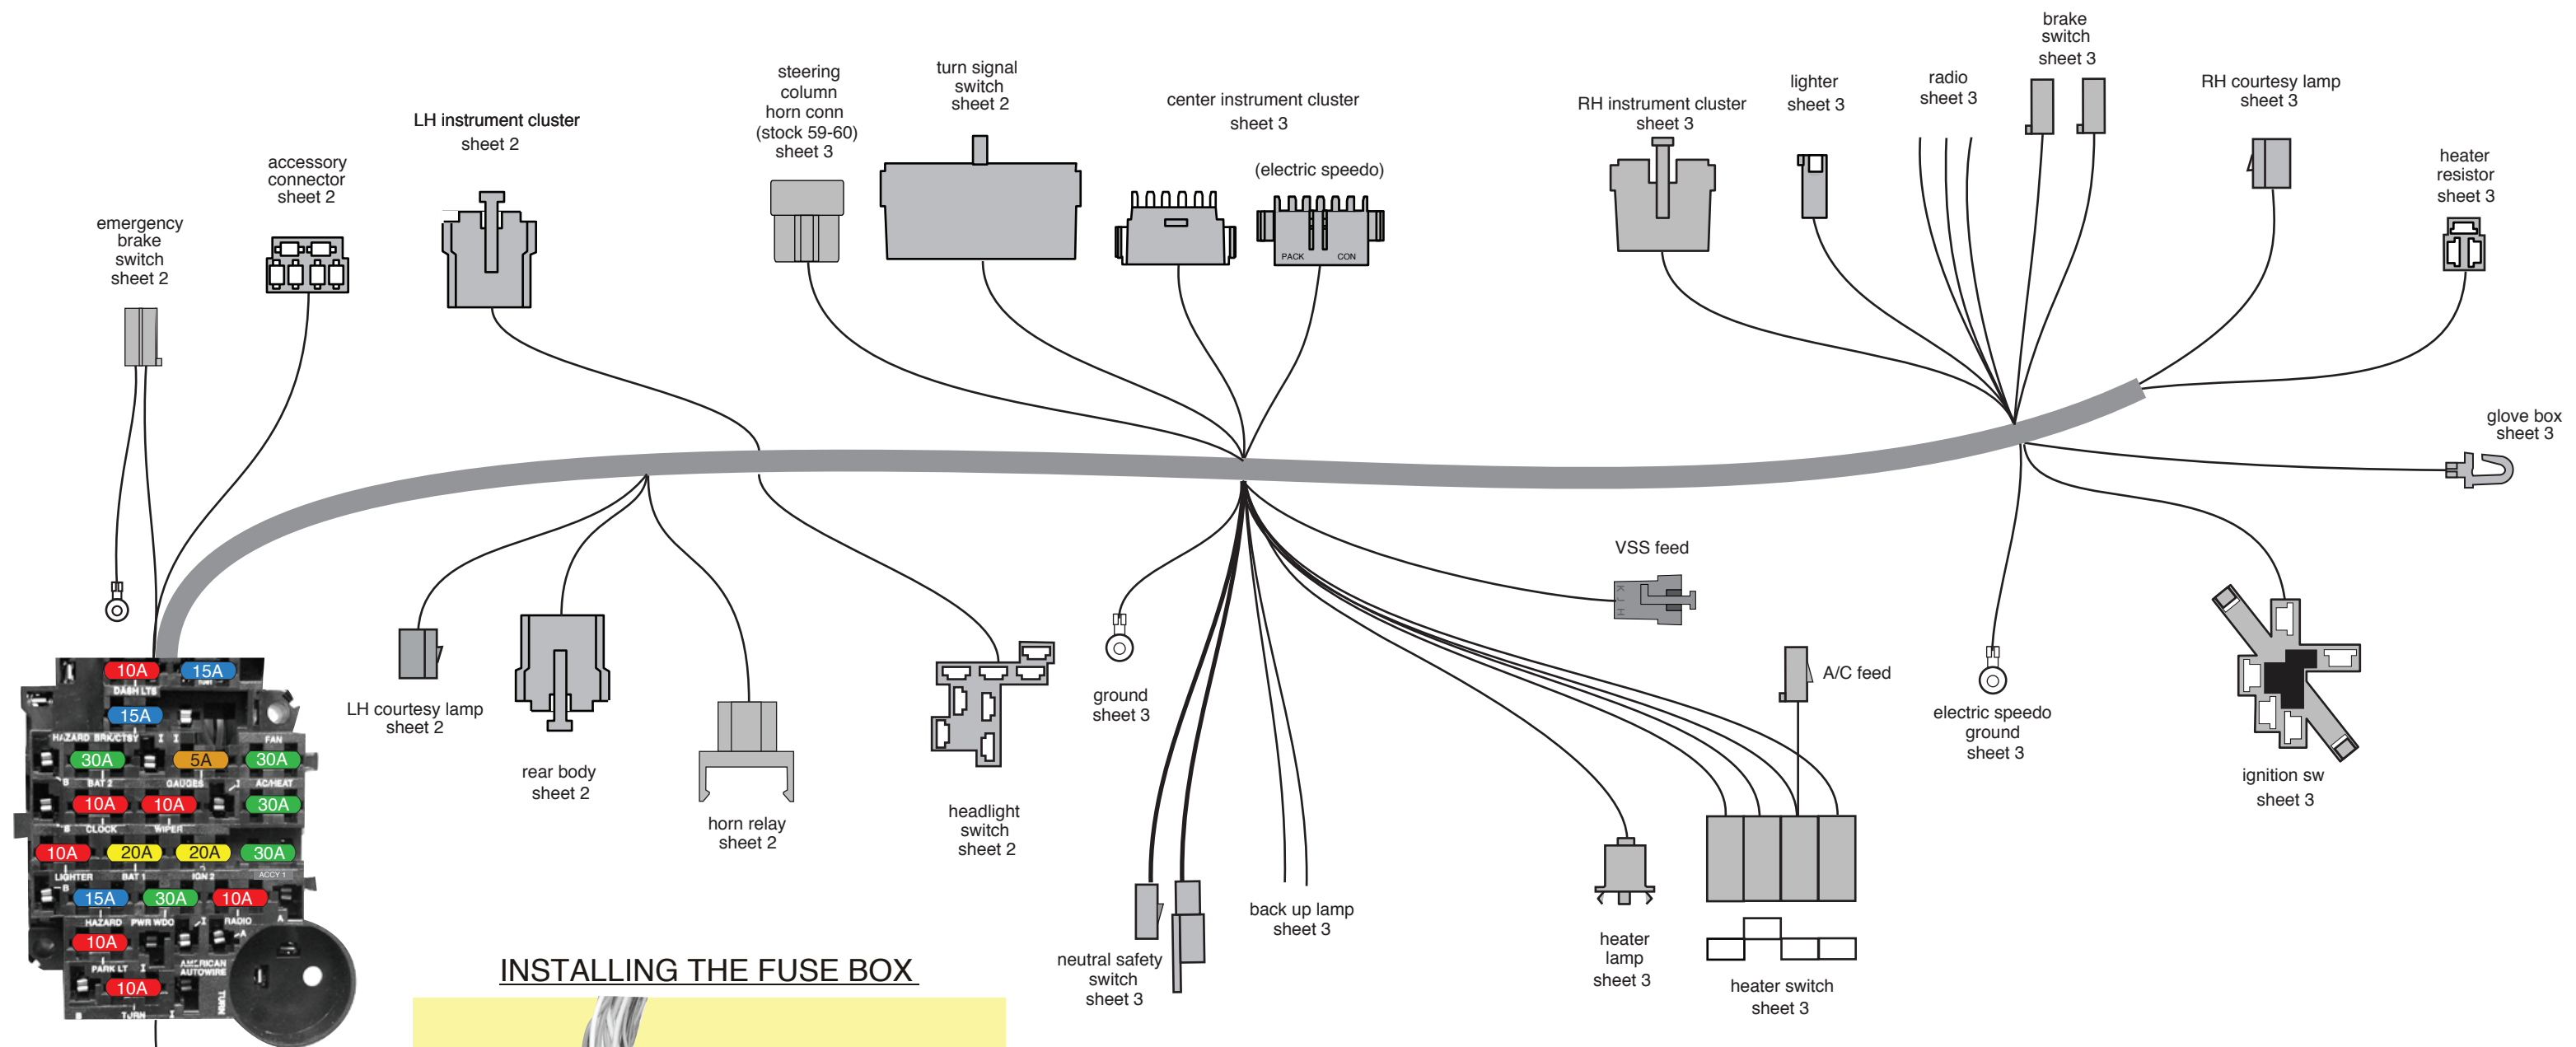 brake
switch
sheet 3
steering
column
horn conn
(stock 59-60)
sheet 3
turn signal
switch
sheet 2
center instrument cluster
sheet 3
(electric speedo)
RH instrument cluster
sheet 3
lighter
sheet 3
radio
sheet 3
RH courtesy lamp
sheet 3
LH instrument cluster
sheet 2
accessory
connector
sheet 2
heater
resistor
sheet 3
emergency
brake
switch
sheet 2
PACK CON
glove box
sheet 3
VSS feed
K J H
A/C feed
LH courtesy lamp
sheet 2
rear body
sheet 2
horn relay
sheet 2
headlight
switch
sheet 2
ground
sheet 3
electric speedo
ground
sheet 3
ignition sw
sheet 3
neutral safety
switch
sheet 3
back up lamp
sheet 3
heater
lamp
sheet 3
heater switch
sheet 3
10A 15A
DASH LTS
15A
HAZARD BRK/CTSY I I FAN
30A 5A 30A
B BAT 2 GAUGES I AC/HEAT
10A 10A 30A
B CLOCK WIPER
10A 20A 20A 30A
LIGHTER BAT 1 IGN 2 ACCY 1
B
15A 30A 10A
HAZARD PWR WDO I RADIO A
10A A
PARK LT I AMERICAN
AUTOWIRE
10A
TURN
B TURN I
INSTALLING THE FUSE BOX